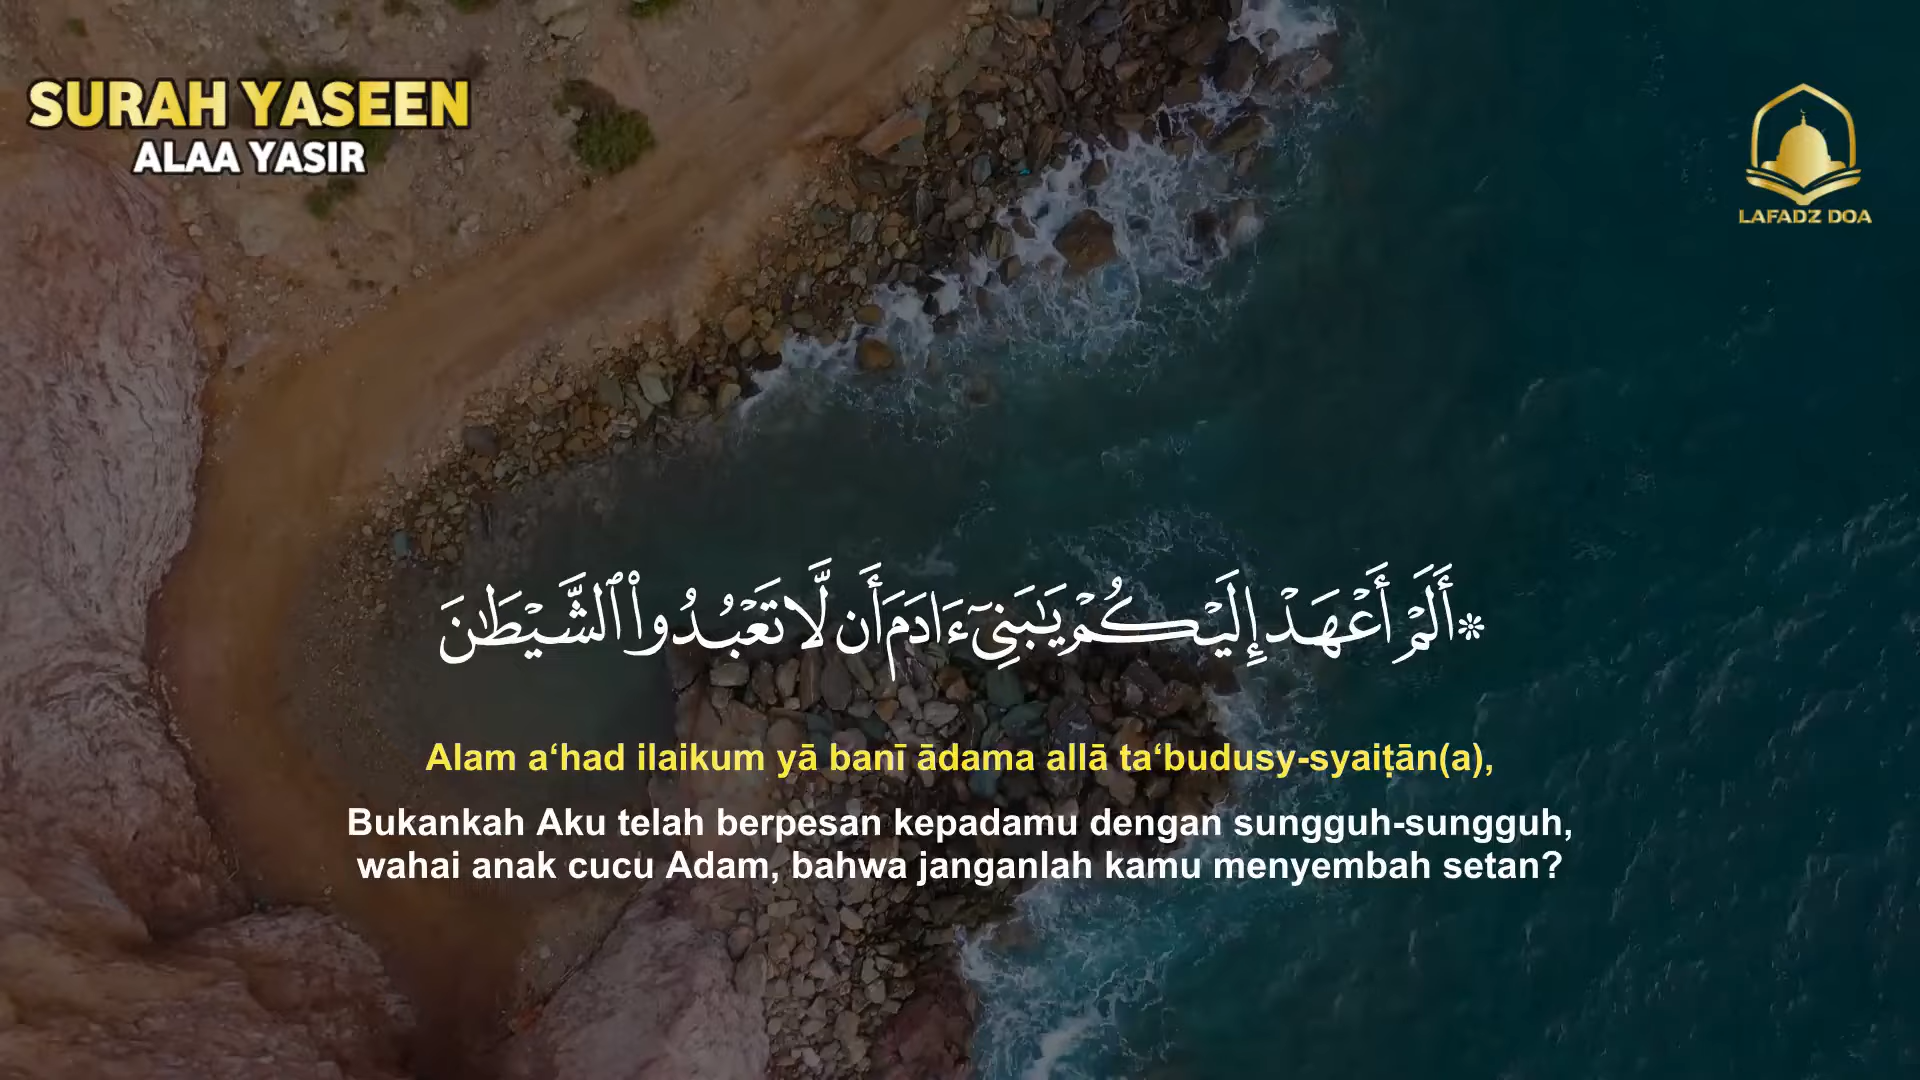 SURAH YASEEN
ALAA YASIR
LAFADZ DOA
۞أَلَمْ أَعْهَدْ إِلَيْكُمْ يَٰبَنِىٓ ءَادَمَ أَن لَّا تَعْبُدُوا۟ ٱلشَّيْطَٰنَ
Alam a‘had ilaikum yā banī ādama allā ta‘budusy-syaiṭān(a),
Bukankah Aku telah berpesan kepadamu dengan sungguh-sungguh,
wahai anak cucu Adam, bahwa janganlah kamu menyembah setan?